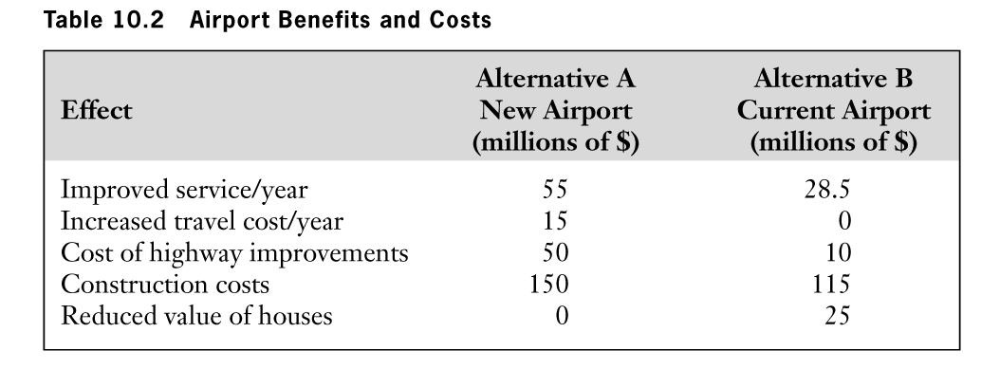 Table 10.2 Airport Benefits and Costs
Effect
Alternative A
New Airport
(millions of $)
Alternative B
Current Airport
(millions of $)
Improved service/year 55 28.5
Increased travel cost/year 15 0
Cost of highway improvements 50 10
Construction costs 150 115
Reduced value of houses 0 25